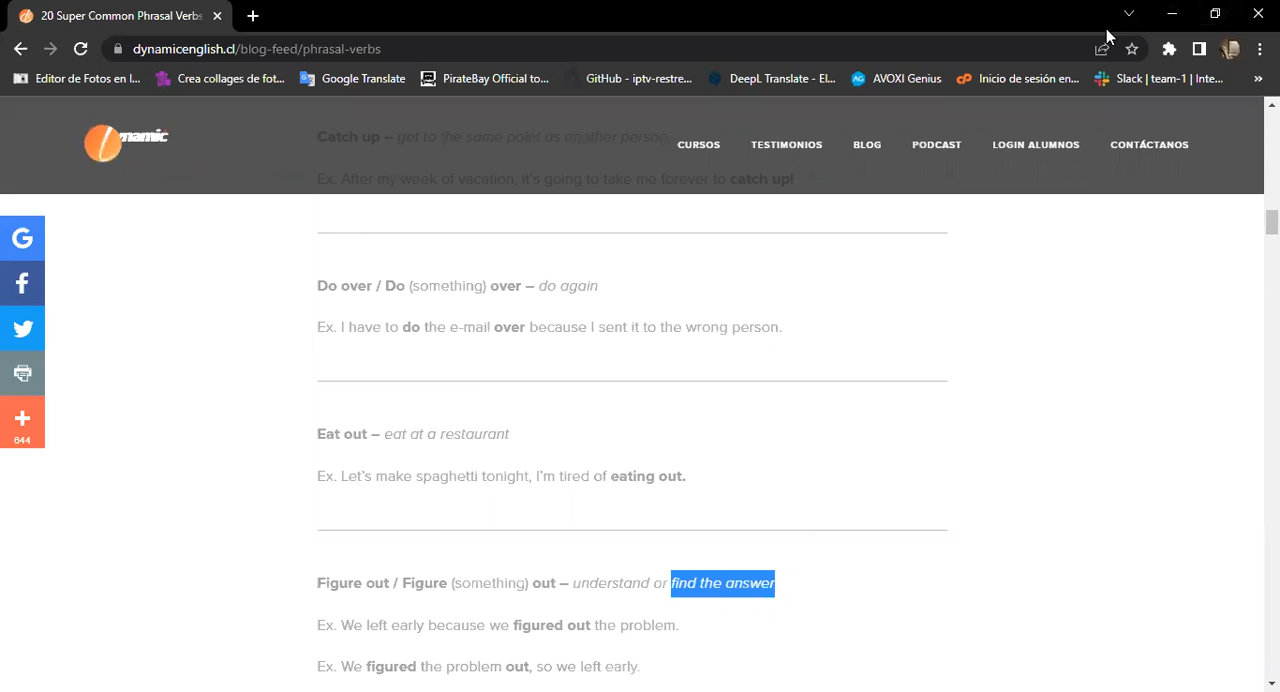 20 Super Common Phrasal Verbs
dynamicenglish.cl/blog-feed/phrasal-verbs
Editor de Fotos en l... Crea collages de fot... Google Translate PirateBay Official to... GitHub - iptv-restre... DeepL Translate - El... AVOXI Genius Inicio de sesión en... Slack | team-1 | Inte... »
Catch up – got to the same point as another person
namic CURSOS TESTIMONIOS BLOG PODCAST LOGIN ALUMNOS CONTÁCTANOS
Ex. After my week of vacation, it's going to take me forever to catch up!
Do over / Do (something) over – do again
Ex. I have to do the e-mail over because I sent it to the wrong person.
644
Eat out – eat at a restaurant
Ex. Let's make spaghetti tonight, I'm tired of eating out.
Figure out / Figure (something) out – understand or find the answer
Ex. We left early because we figured out the problem.
Ex. We figured the problem out, so we left early.